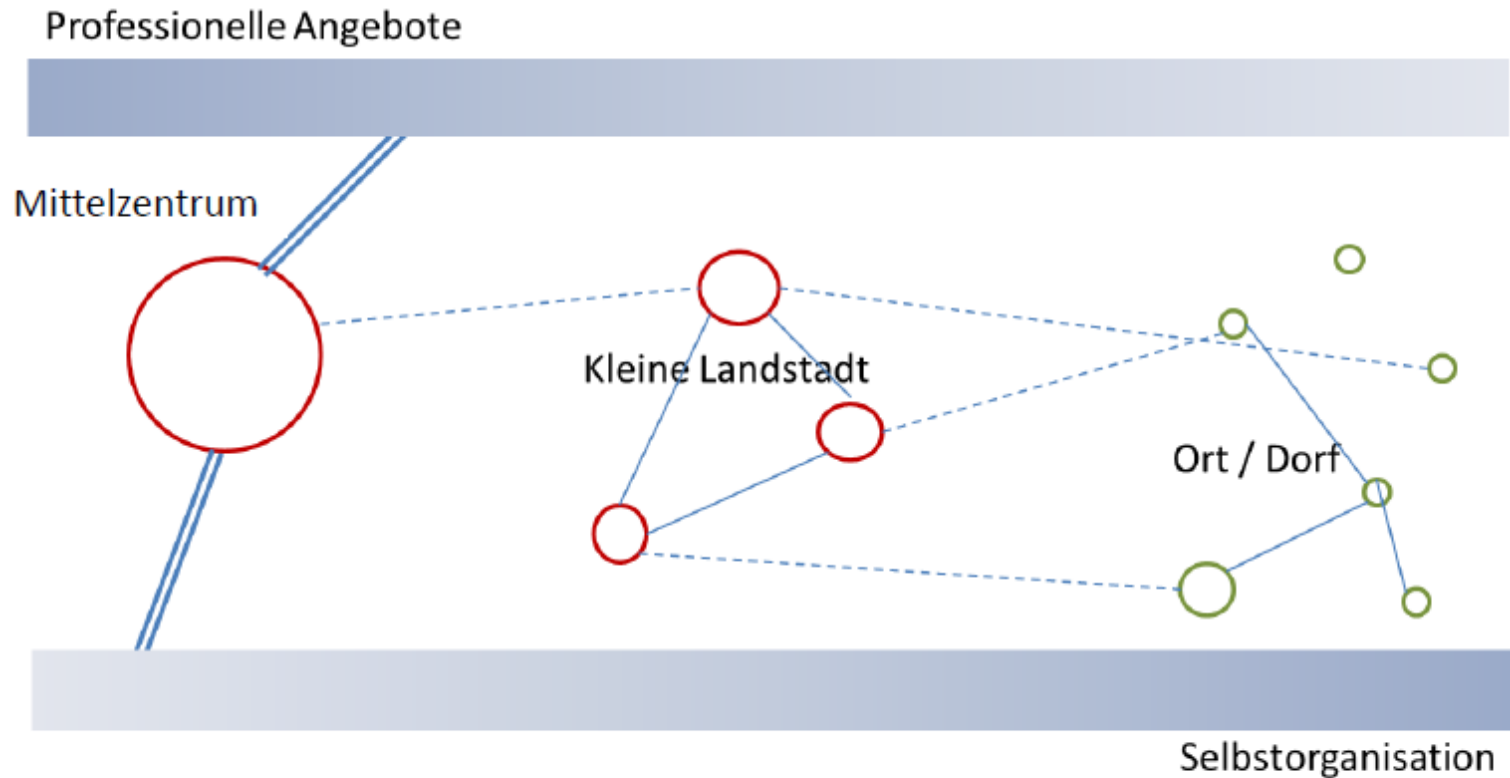 Professionelle Angebote
Mittelzentrum
Kleine Landstadt
Ort / Dorf
Selbstorganisation